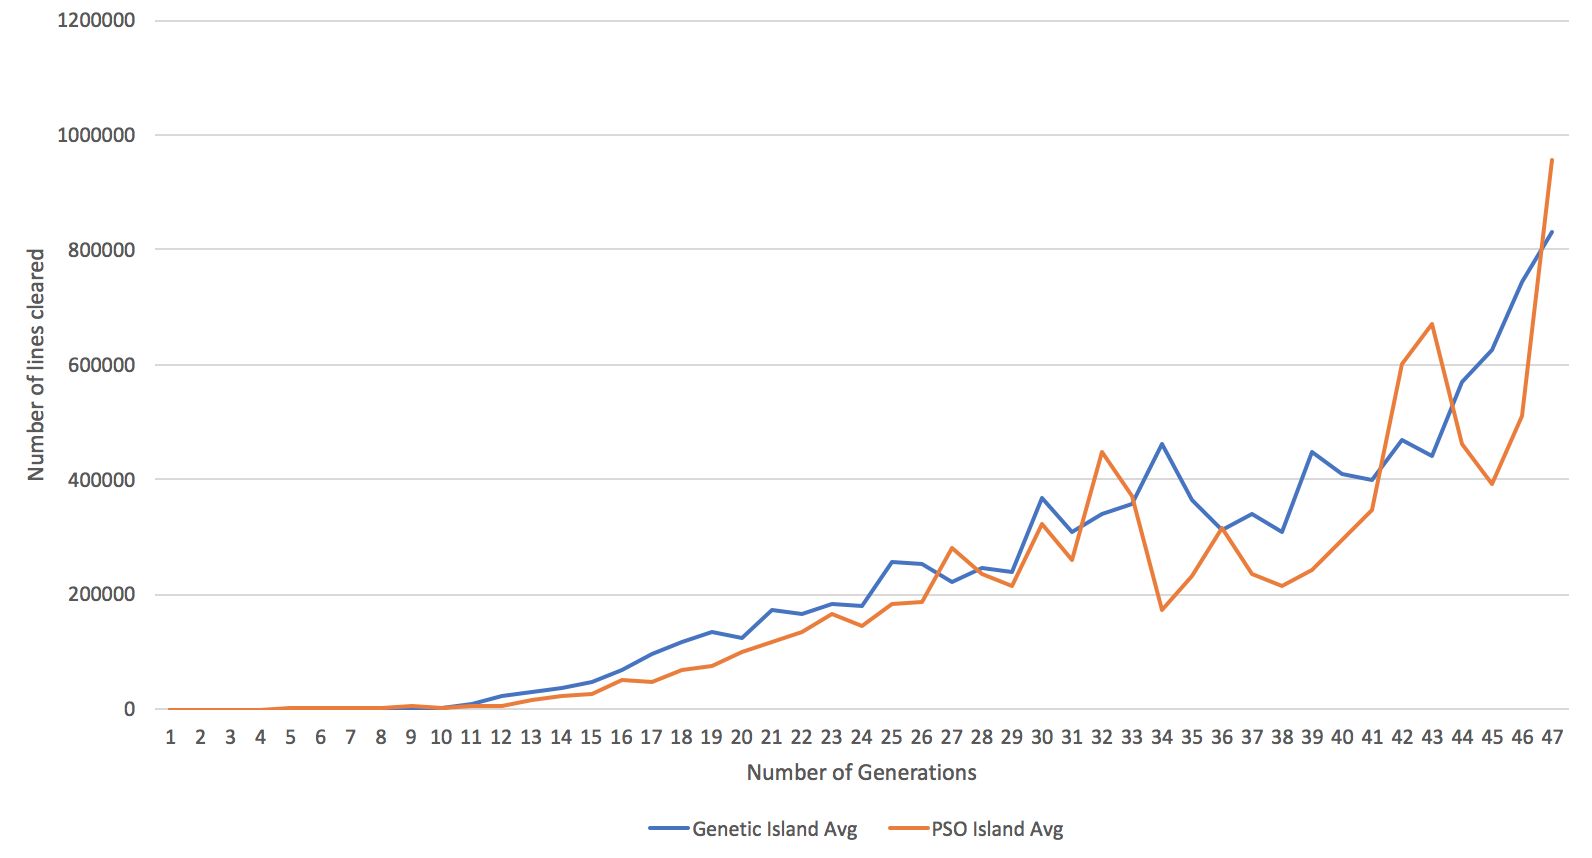 1200000
1000000
800000
600000
400000
200000
0
Number of lines cleared
1 2 3 4 5 6 7 8 9 10 11 12 13 14 15 16 17 18 19 20 21 22 23 24 25 26 27 28 29 30 31 32 33 34 35 36 37 38 39 40 41 42 43 44 45 46 47
Number of Generations
Genetic Island Avg PSO Island Avg